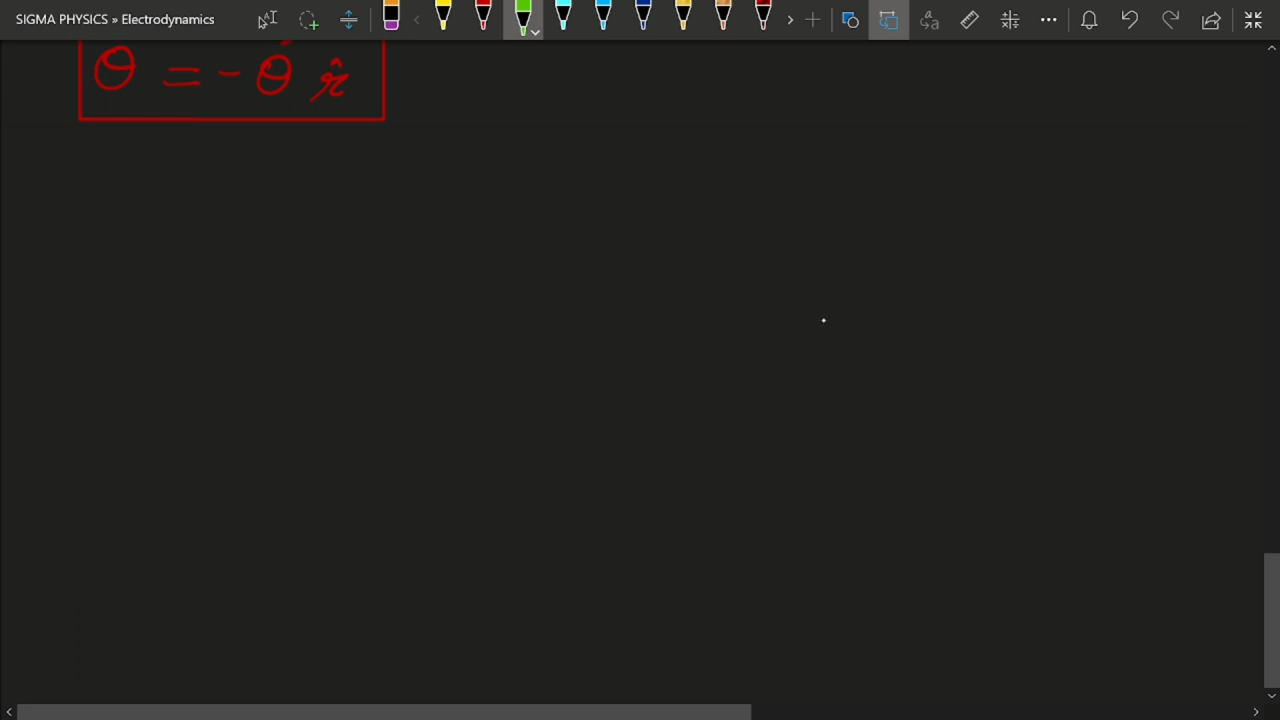 SIGMA PHYSICS » Electrodynamics
θ = - θ̇ r̂